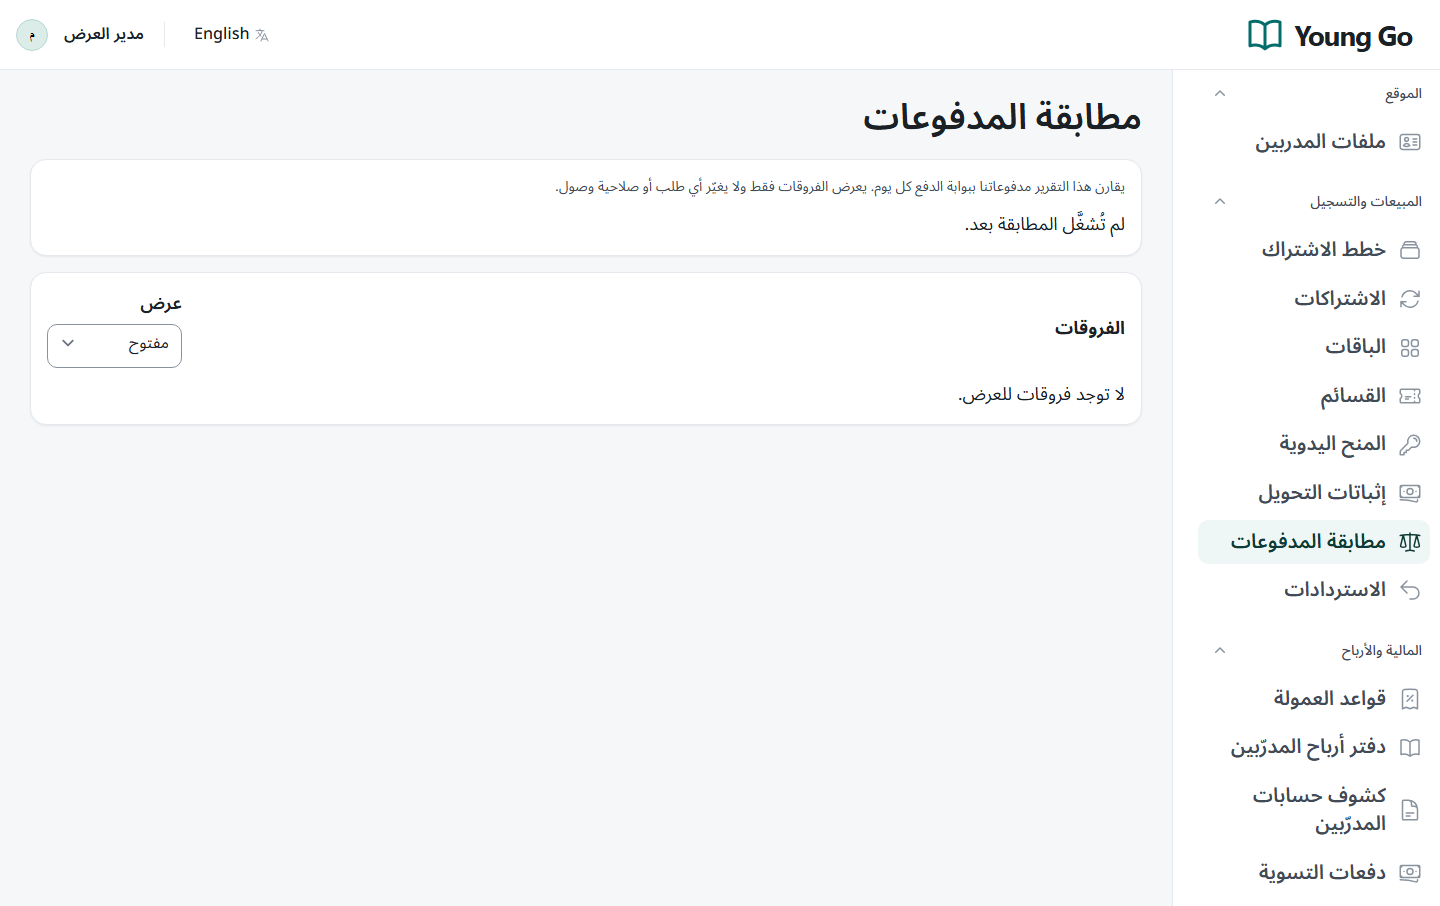 Young Go
English
مدير العرض
م
الموقع
ملفات المدربين
المبيعات والتسجيل
خطط الاشتراك
الاشتراكات
الباقات
القسائم
المنح اليدوية
إثباتات التحويل
مطابقة المدفوعات
الاستردادات
المالية والأرباح
قواعد العمولة
دفتر أرباح المدرّبين
كشوف حسابات
المدرّبين
دفعات التسوية
مطابقة المدفوعات
يقارن هذا التقرير مدفوعاتنا ببوابة الدفع كل يوم. يعرض الفروقات فقط ولا يغيّر أي طلب أو صلاحية وصول.
لم تُشغَّل المطابقة بعد.
الفروقات
عرض
مفتوح
لا توجد فروقات للعرض.